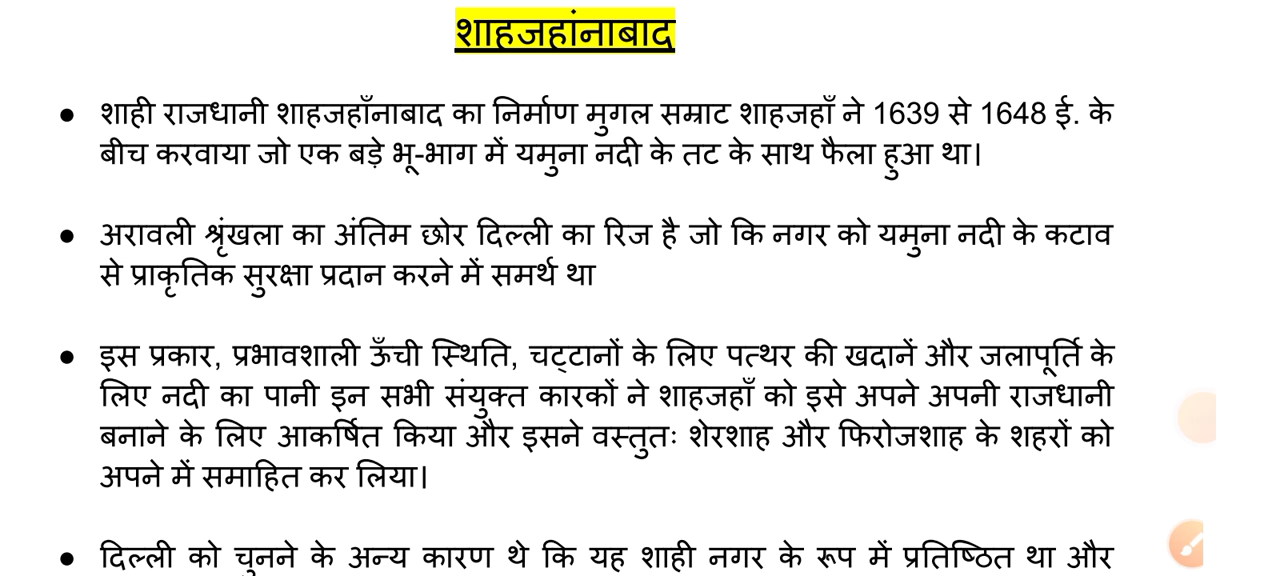 शाहजहांनाबाद
● शाही राजधानी शाहजहाँनाबाद का निर्माण मुगल सम्राट शाहजहाँ ने 1639 से 1648 ई. के
बीच करवाया जो एक बड़े भू-भाग में यमुना नदी के तट के साथ फैला हुआ था।
● अरावली श्रृंखला का अंतिम छोर दिल्ली का रिज है जो कि नगर को यमुना नदी के कटाव
से प्राकृतिक सुरक्षा प्रदान करने में समर्थ था
● इस प्रकार, प्रभावशाली ऊँची स्थिति, चट्टानों के लिए पत्थर की खदानें और जलापूर्ति के
लिए नदी का पानी इन सभी संयुक्त कारकों ने शाहजहाँ को इसे अपने अपनी राजधानी
बनाने के लिए आकर्षित किया और इसने वस्तुतः शेरशाह और फिरोजशाह के शहरों को
अपने में समाहित कर लिया।
● दिल्ली को चुनने के अन्य कारण थे कि यह शाही नगर के रूप में प्रतिष्ठित था और